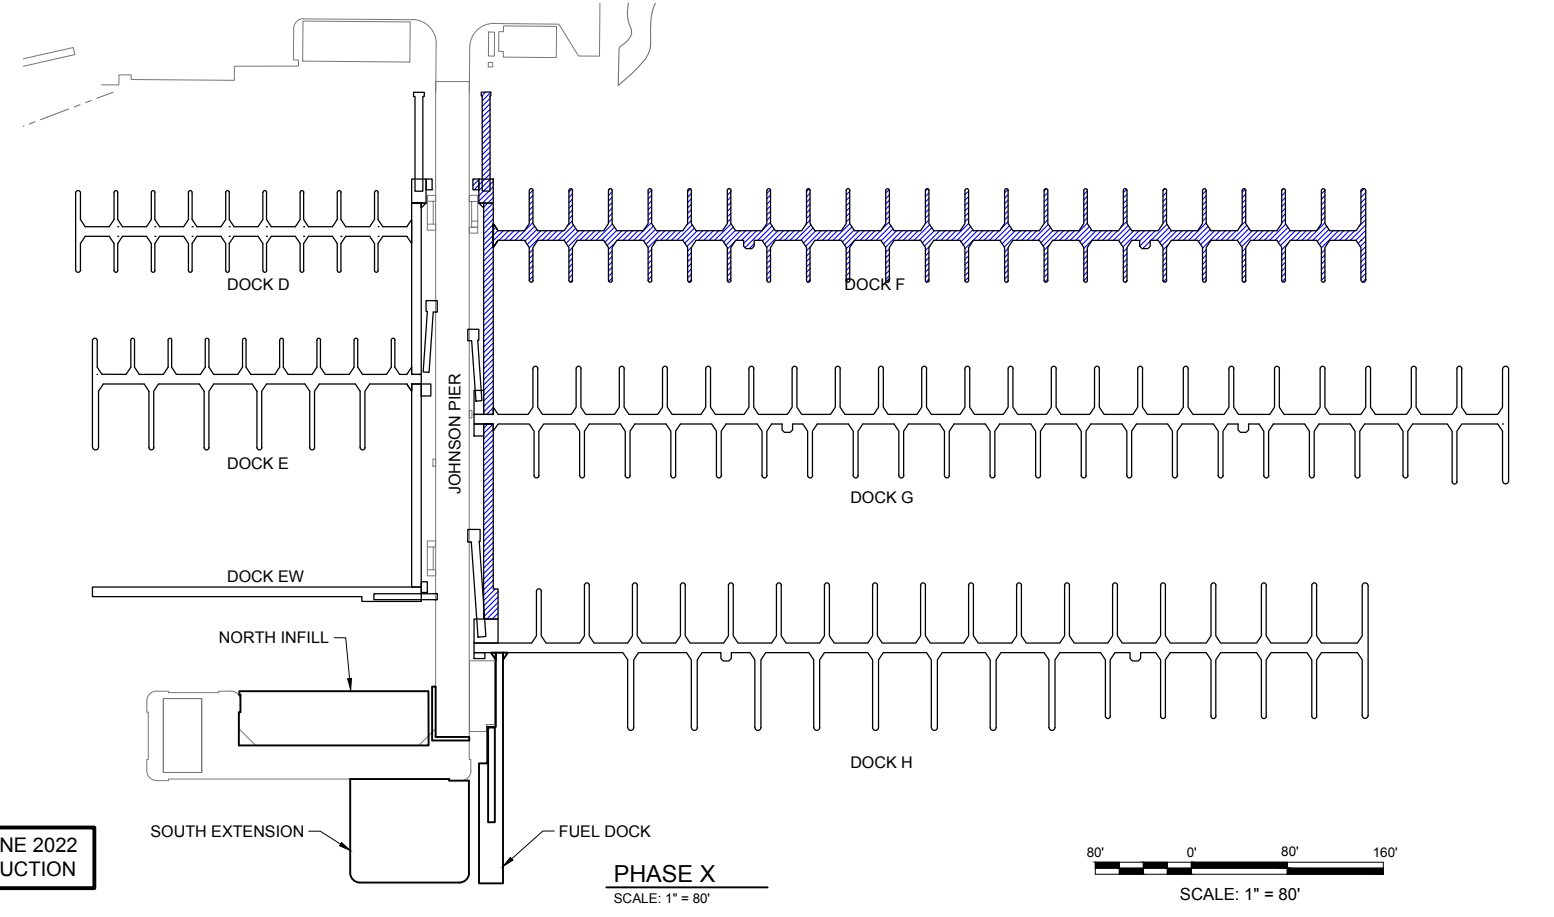 DOCK D
DOCK F
JOHNSON PIER
DOCK E
DOCK G
DOCK EW
NORTH INFILL
DOCK H
SOUTH EXTENSION
FUEL DOCK
NE 2022
UCTION
PHASE X
SCALE: 1" = 80'
80' 0' 80' 160'
SCALE: 1" = 80'